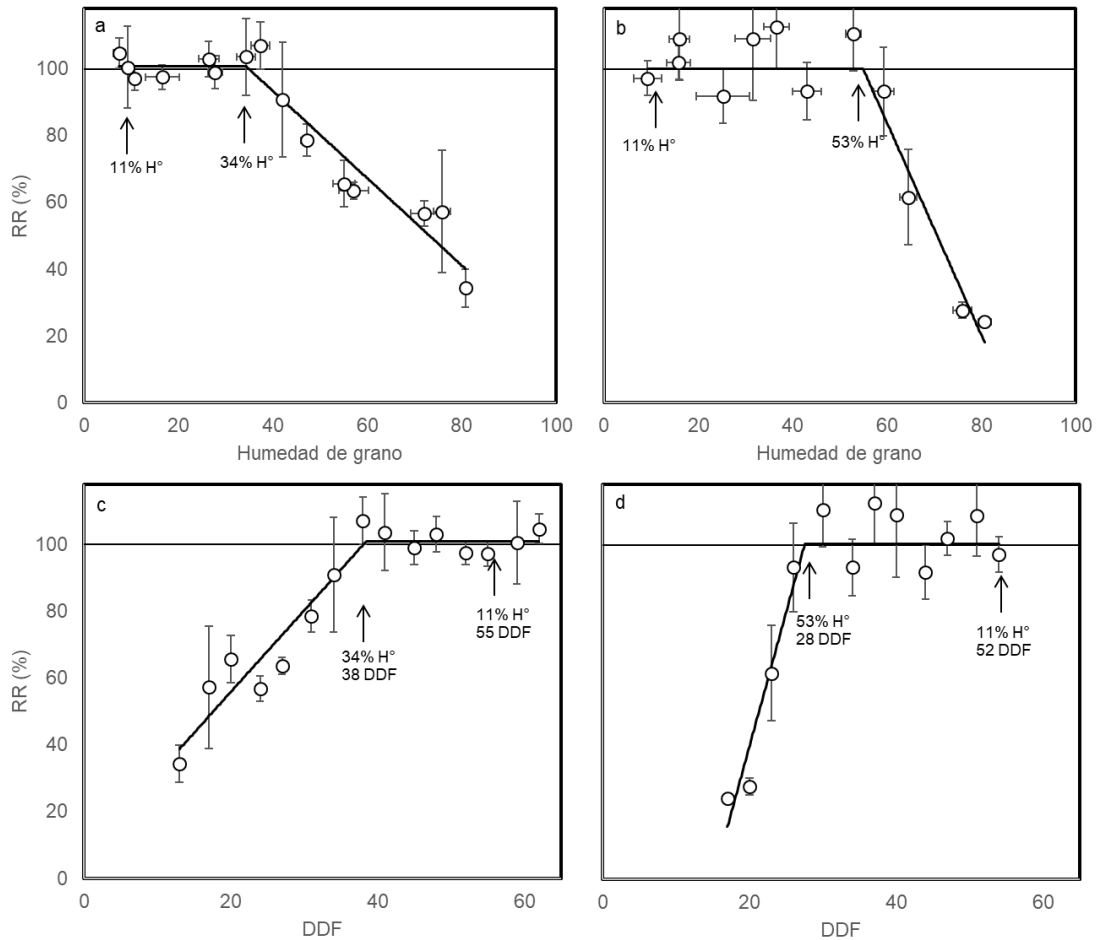 a
RR (%)
100
80
60
40
20
0
11% H°
34% H°
0 20 40 60 80 100
Humedad de grano
b
11% H°
53% H°
0 20 40 60 80 100
Humedad de grano
c
RR (%)
100
80
60
40
20
0
34% H°
38 DDF
11% H°
55 DDF
0 20 40 60
DDF
d
53% H°
28 DDF
11% H°
52 DDF
0 20 40 60
DDF